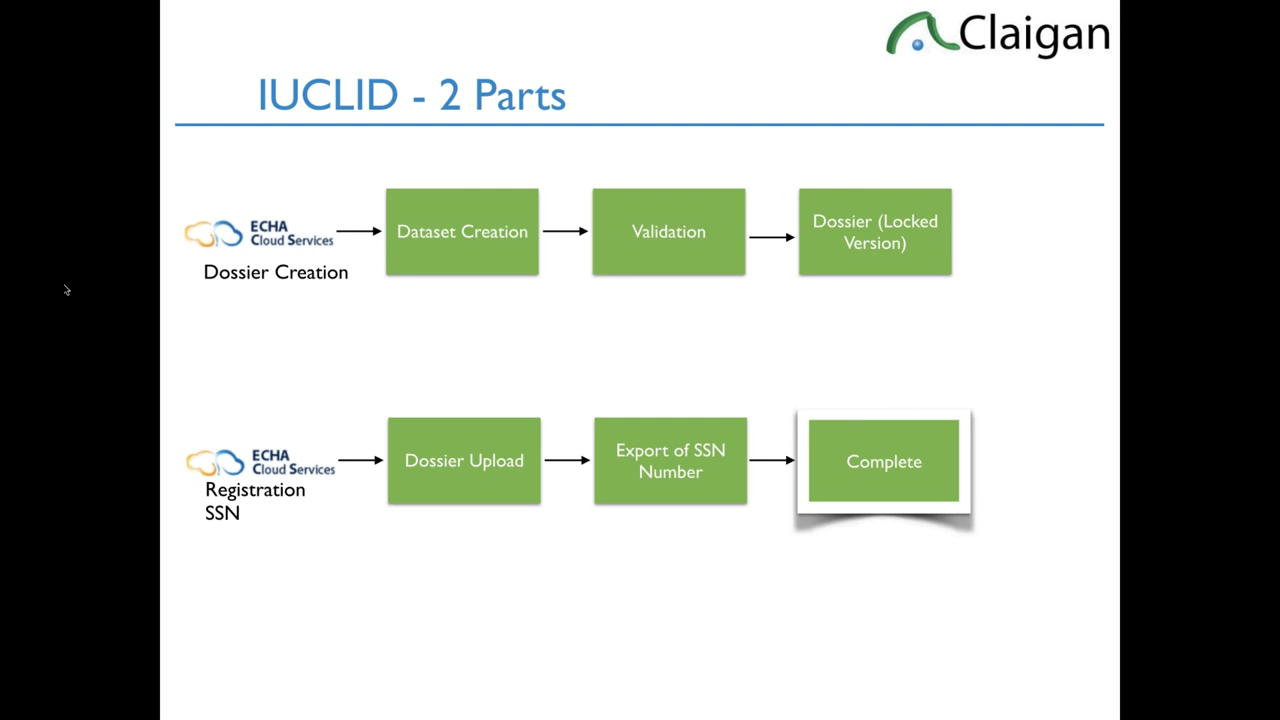 Claigan
IUCLID - 2 Parts
ECHA
Cloud Services
Dossier Creation
Dataset Creation
Validation
Dossier (Locked
Version)
ECHA
Cloud Services
Registration
SSN
Dossier Upload
Export of SSN
Number
Complete